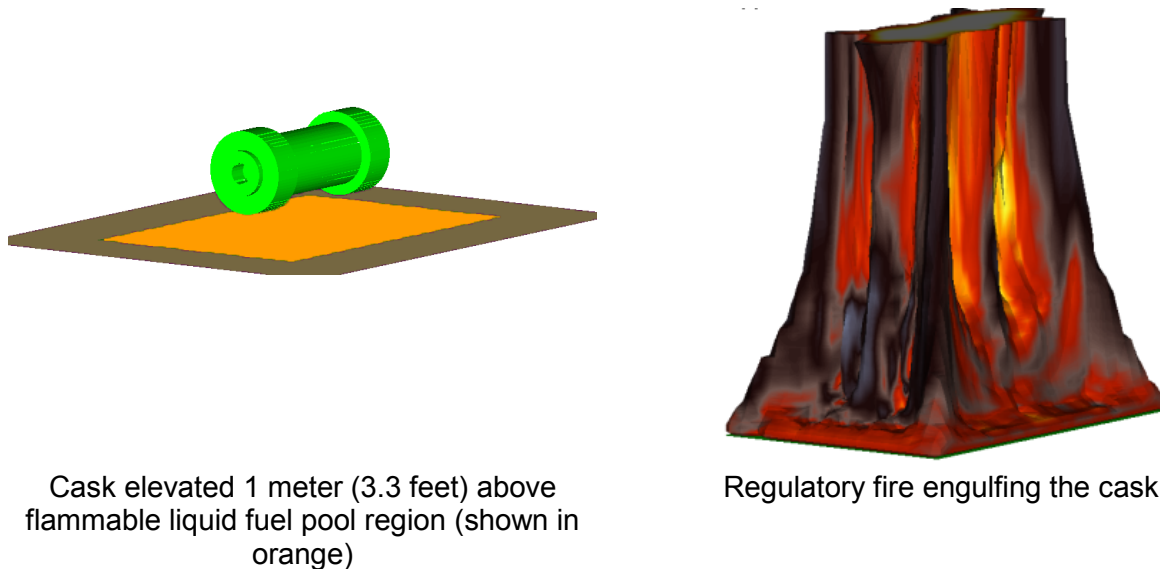 Cask elevated 1 meter (3.3 feet) above
flammable liquid fuel pool region (shown in
orange)
Regulatory fire engulfing the cask